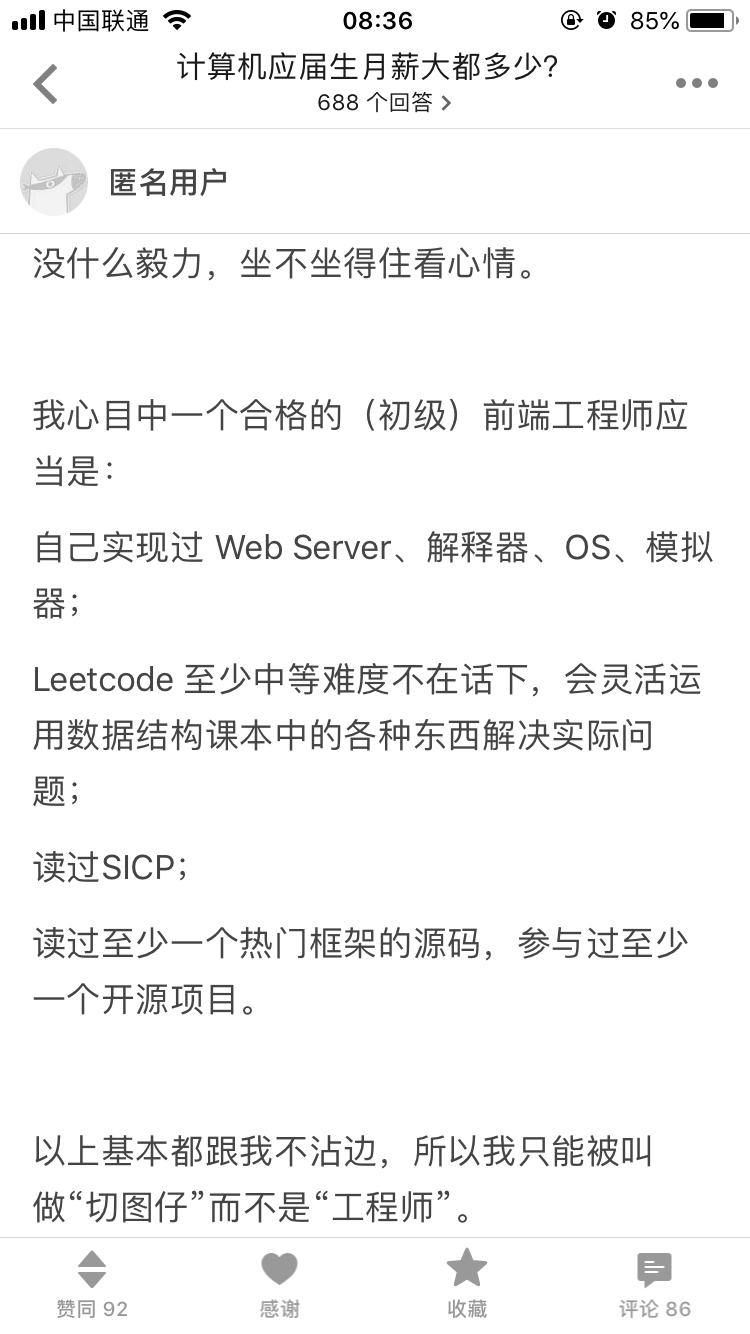 中国联通 08:36 85%
计算机应届生月薪大都多少?
688 个回答
匿名用户
没什么毅力，坐不坐得住看心情。
我心目中一个合格的（初级）前端工程师应
当是：
自己实现过 Web Server、解释器、OS、模拟
器；
Leetcode 至少中等难度不在话下，会灵活运
用数据结构课本中的各种东西解决实际问
题；
读过SICP；
读过至少一个热门框架的源码，参与过至少
一个开源项目。
以上基本都跟我不沾边，所以我只能被叫
做“切图仔”而不是“工程师”。
赞同 92 感谢 收藏 评论 86